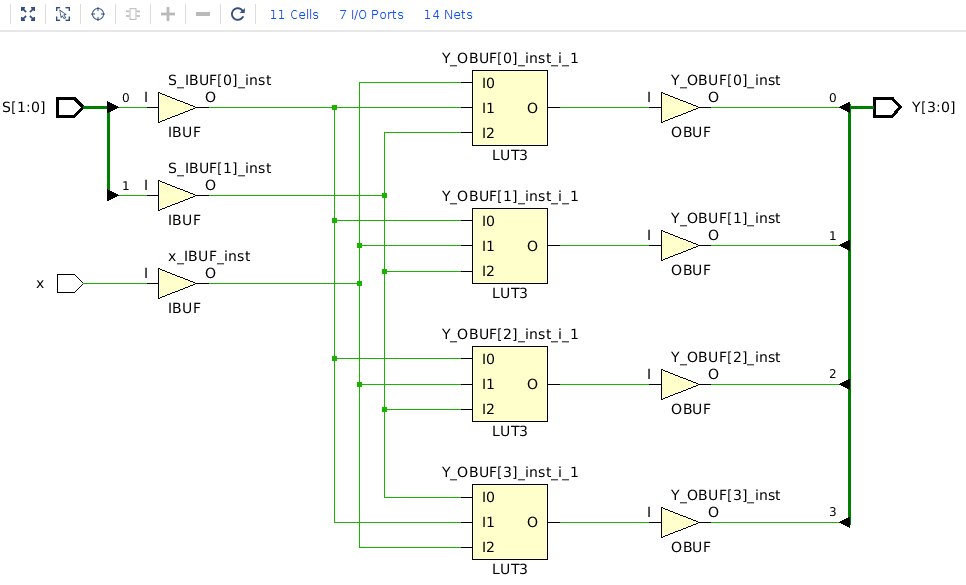 11 Cells 7 I/O Ports 14 Nets
Y_OBUF[0]_inst_i_1
S_IBUF[0]_inst Y_OBUF[0]_inst
I0
S[1:0] 0 I O I1 O I O 0 Y[3:0]
IBUF I2 OBUF
LUT3
S_IBUF[1]_inst
1 I O Y_OBUF[1]_inst_i_1
IBUF I0 Y_OBUF[1]_inst
I1 O I O 1
x_IBUF_inst
I2 OBUF
x I O
LUT3
IBUF
Y_OBUF[2]_inst_i_1
I0 Y_OBUF[2]_inst
I1 O I O 2
I2 OBUF
LUT3
Y_OBUF[3]_inst_i_1
I0 Y_OBUF[3]_inst
I1 O I O 3
I2 OBUF
LUT3